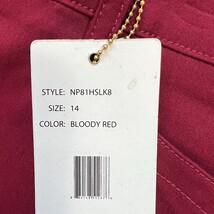 STYLE: NP81HSLK8
SIZE: 14
COLOR: BLOODY RED